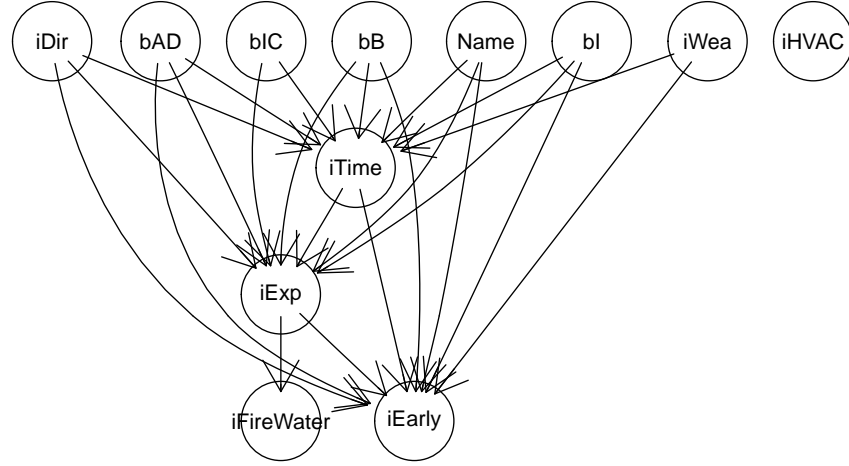 iDir bAD bIC bB Name bI iWea iHVAC
iTime
iExp
iFireWater iEarly